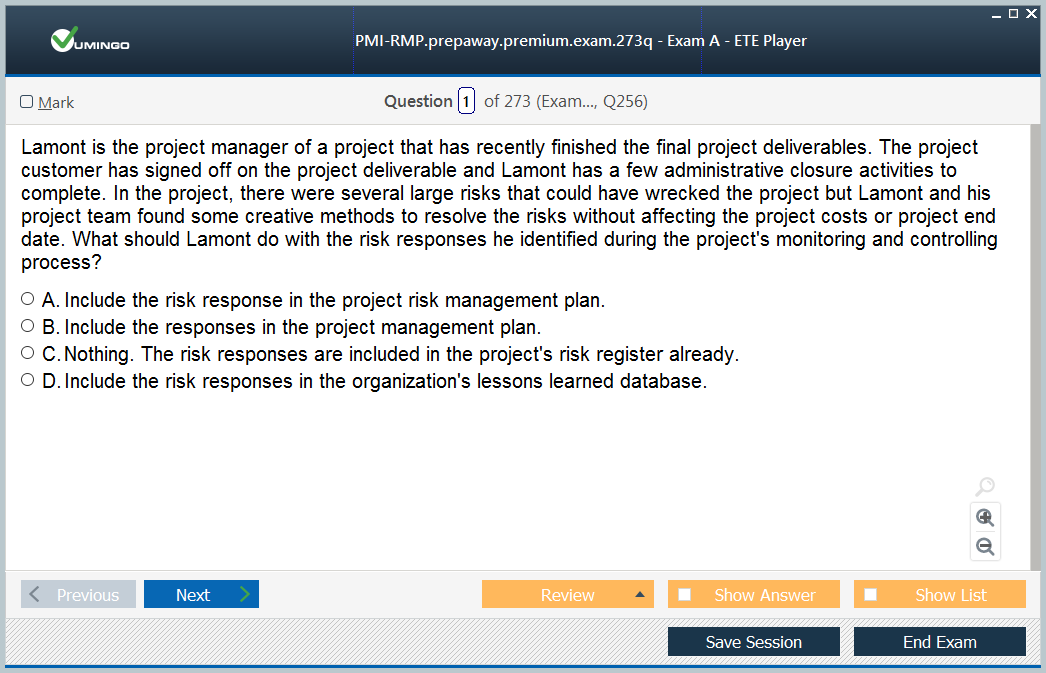 VUMINGO
PMI-RMP.prepaway.premium.exam.273q - Exam A - ETE Player
Mark
Question 1 of 273 (Exam..., Q256)
Lamont is the project manager of a project that has recently finished the final project deliverables. The project
customer has signed off on the project deliverable and Lamont has a few administrative closure activities to
complete. In the project, there were several large risks that could have wrecked the project but Lamont and his
project team found some creative methods to resolve the risks without affecting the project costs or project end
date. What should Lamont do with the risk responses he identified during the project's monitoring and controlling
process?
A. Include the risk response in the project risk management plan.
B. Include the responses in the project management plan.
C. Nothing. The risk responses are included in the project's risk register already.
D. Include the risk responses in the organization's lessons learned database.
Previous
Next
Review
Show Answer
Show List
Save Session
End Exam